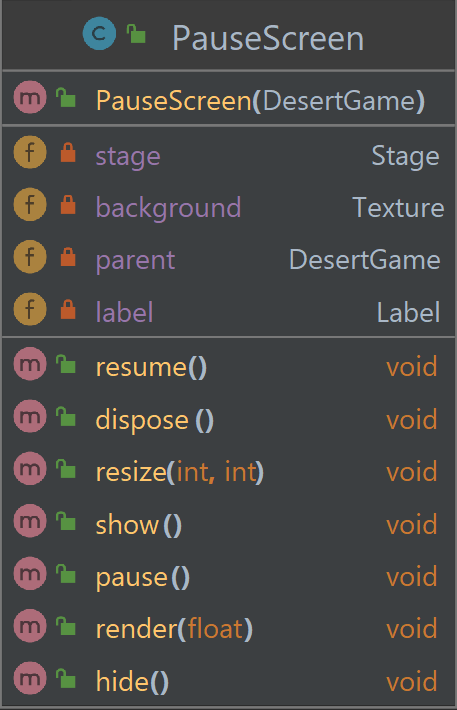 C PauseScreen
m PauseScreen(DesertGame)
f stage Stage
f background Texture
f parent DesertGame
f label Label
m resume() void
m dispose () void
m resize(int, int) void
m show () void
m pause () void
m render(float) void
m hide() void